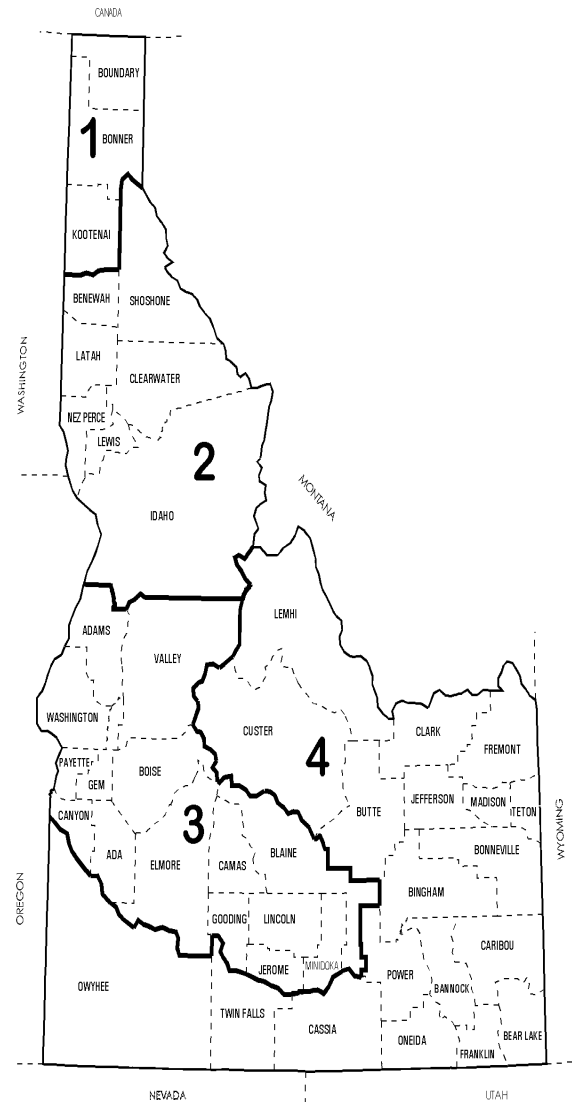 CANADA
BOUNDARY
1
BONNER
KOOTENAI
BENEWAH
SHOSHONE
WASHINGTON
LATAH
CLEARWATER
NEZ PERCE
LEWIS
2
IDAHO
MONTANA
LEMHI
ADAMS
VALLEY
WASHINGTON
CUSTER
CLARK
FREMONT
4
PAYETTE
BOISE
GEM
JEFFERSON
MADISON
TETON
CANYON
BUTTE
3
WYOMING
ADA
ELMORE
CAMAS
BLAINE
BONNEVILLE
BINGHAM
OREGON
GOODING
LINCOLN
CARIBOU
JEROME
MINIDOKA
POWER
OWYHEE
BANNOCK
TWIN FALLS
CASSIA
ONEIDA
BEAR LAKE
FRANKLIN
NEVADA
UTAH